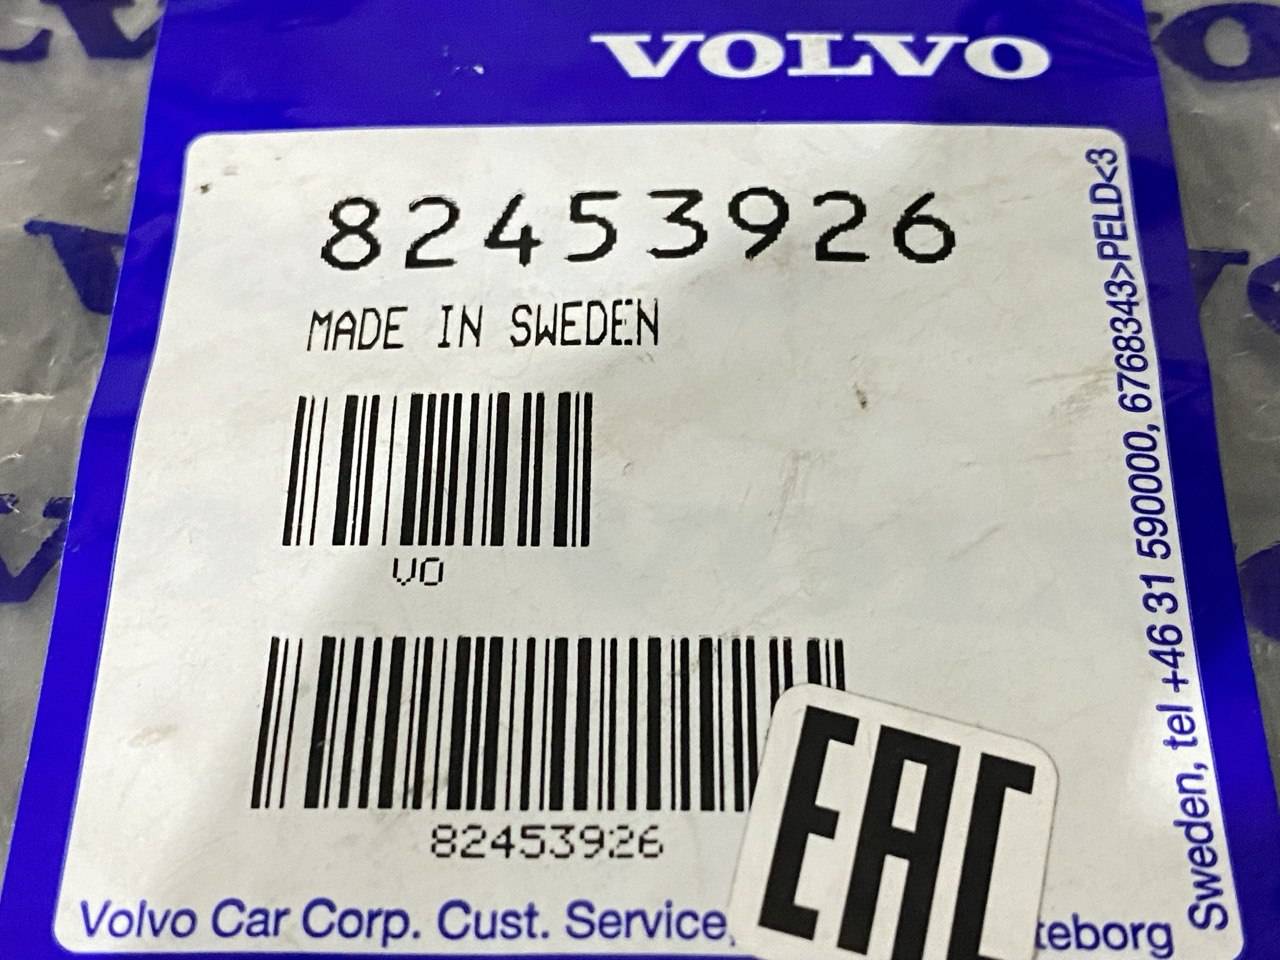 VOLVO
82453926
MADE IN SWEDEN
VO
82453926
EAC
Volvo Car Corp. Cust. Service,
teborg
Sweden, tel +46 31 590000, 6768343>PELD<3